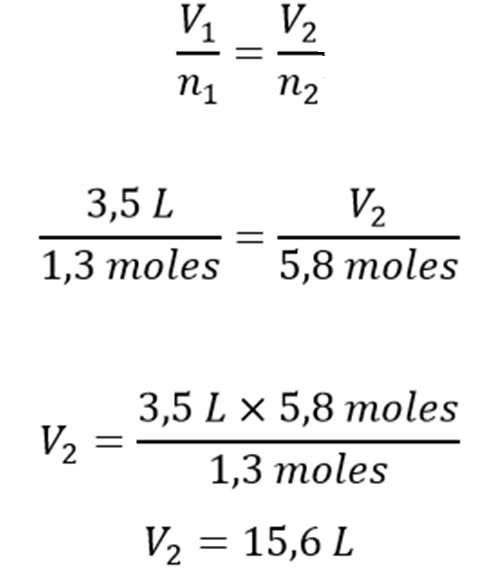 V₁/n₁ = V₂/n₂
3,5 L/1,3 moles = V₂/5,8 moles
V₂ = 3,5 L × 5,8 moles/1,3 moles
V₂ = 15,6 L